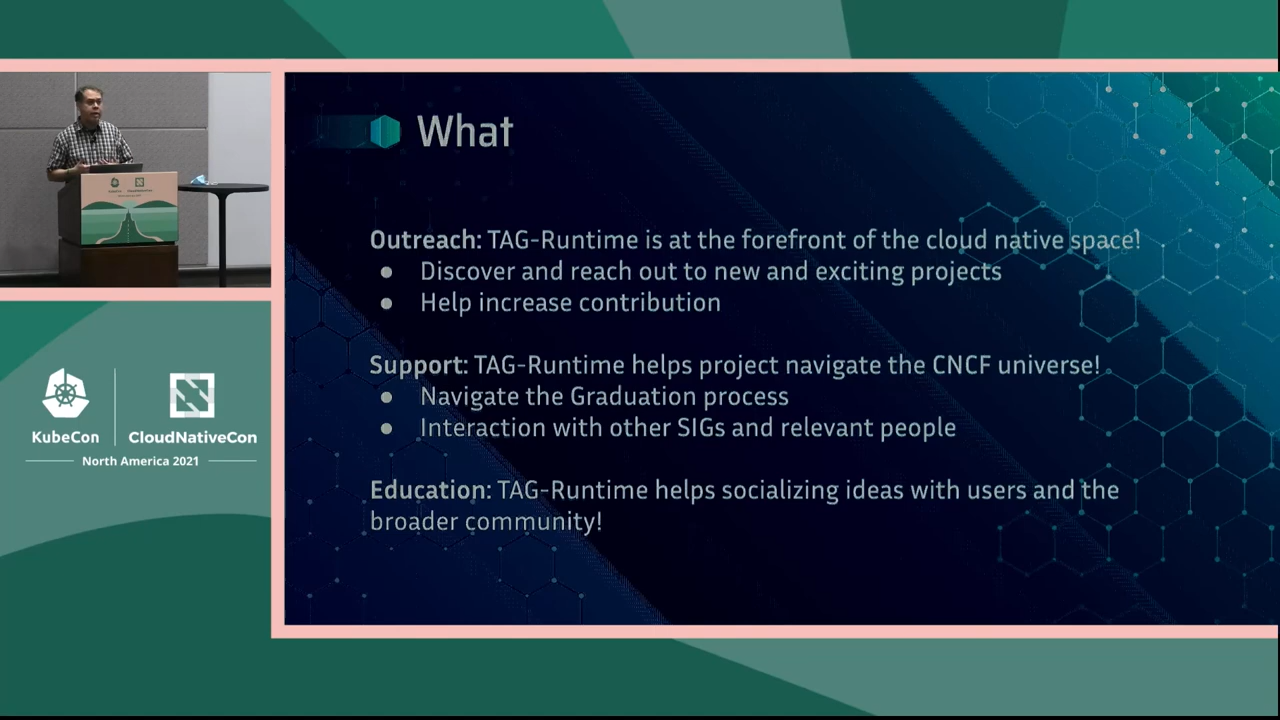 What
Outreach: TAG-Runtime is at the forefront of the cloud native space!
● Discover and reach out to new and exciting projects
● Help increase contribution
Support: TAG-Runtime helps project navigate the CNCF universe!
● Navigate the Graduation process
● Interaction with other SIGs and relevant people
Education: TAG-Runtime helps socializing ideas with users and the
broader community!
KubeCon
CloudNativeCon
North America 2021